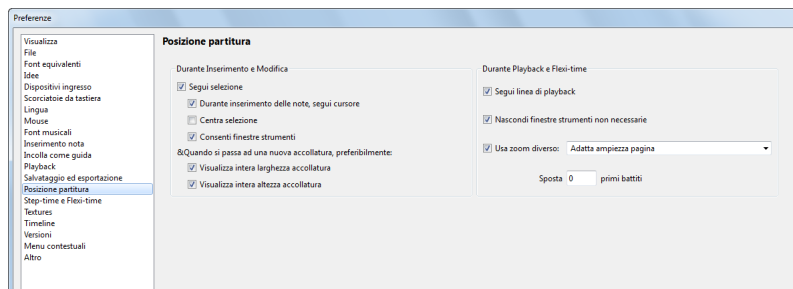 Preferenze
Visualizza
File
Font equivalenti
Idee
Dispositivi ingresso
Scorciatoie da tastiera
Lingua
Mouse
Font musicali
Inserimento nota
Incolla come guida
Playback
Salvataggio ed esportazione
Posizione partitura
Step-time e Flexi-time
Textures
Timeline
Versioni
Menu contestuali
Altro
Posizione partitura
Durante Inserimento e Modifica
Segui selezione
Durante inserimento delle note, segui cursore
Centra selezione
Consenti finestre strumenti
&Quando si passa ad una nuova accollatura, preferibilmente:
Visualizza intera larghezza accollatura
Visualizza intera altezza accollatura
Durante Playback e Flexi-time
Segui linea di playback
Nascondi finestre strumenti non necessarie
Usa zoom diverso: Adatta ampiezza pagina
Sposta 0 primi battiti